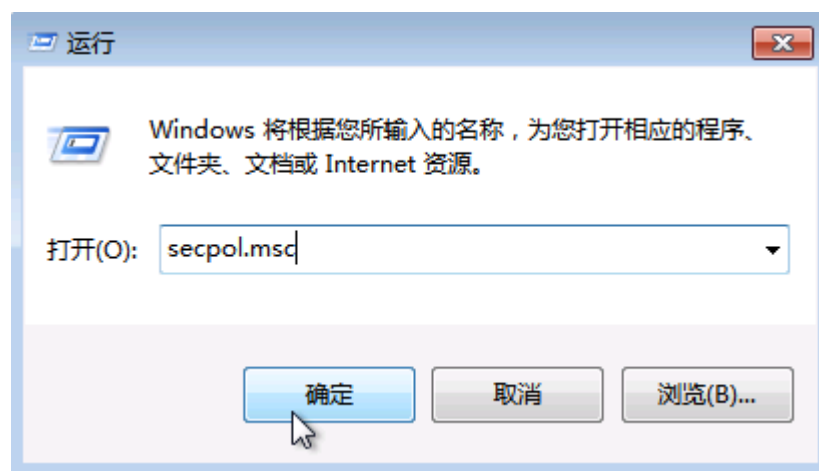 运行
Windows 将根据您所输入的名称，为您打开相应的程序、
文件夹、文档或 Internet 资源。
打开(O): secpol.msc
确定 取消 浏览(B)...